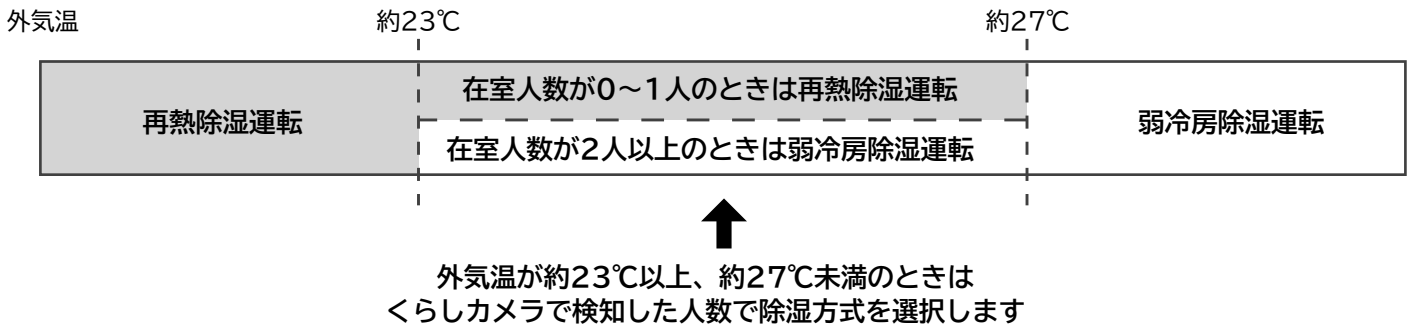 外気温
約23℃
約27℃
再熱除湿運転
在室人数が0～1人のときは再熱除湿運転
在室人数が2人以上のときは弱冷房除湿運転
弱冷房除湿運転
外気温が約23℃以上、約27℃未満のときは
くらしカメラで検知した人数で除湿方式を選択します